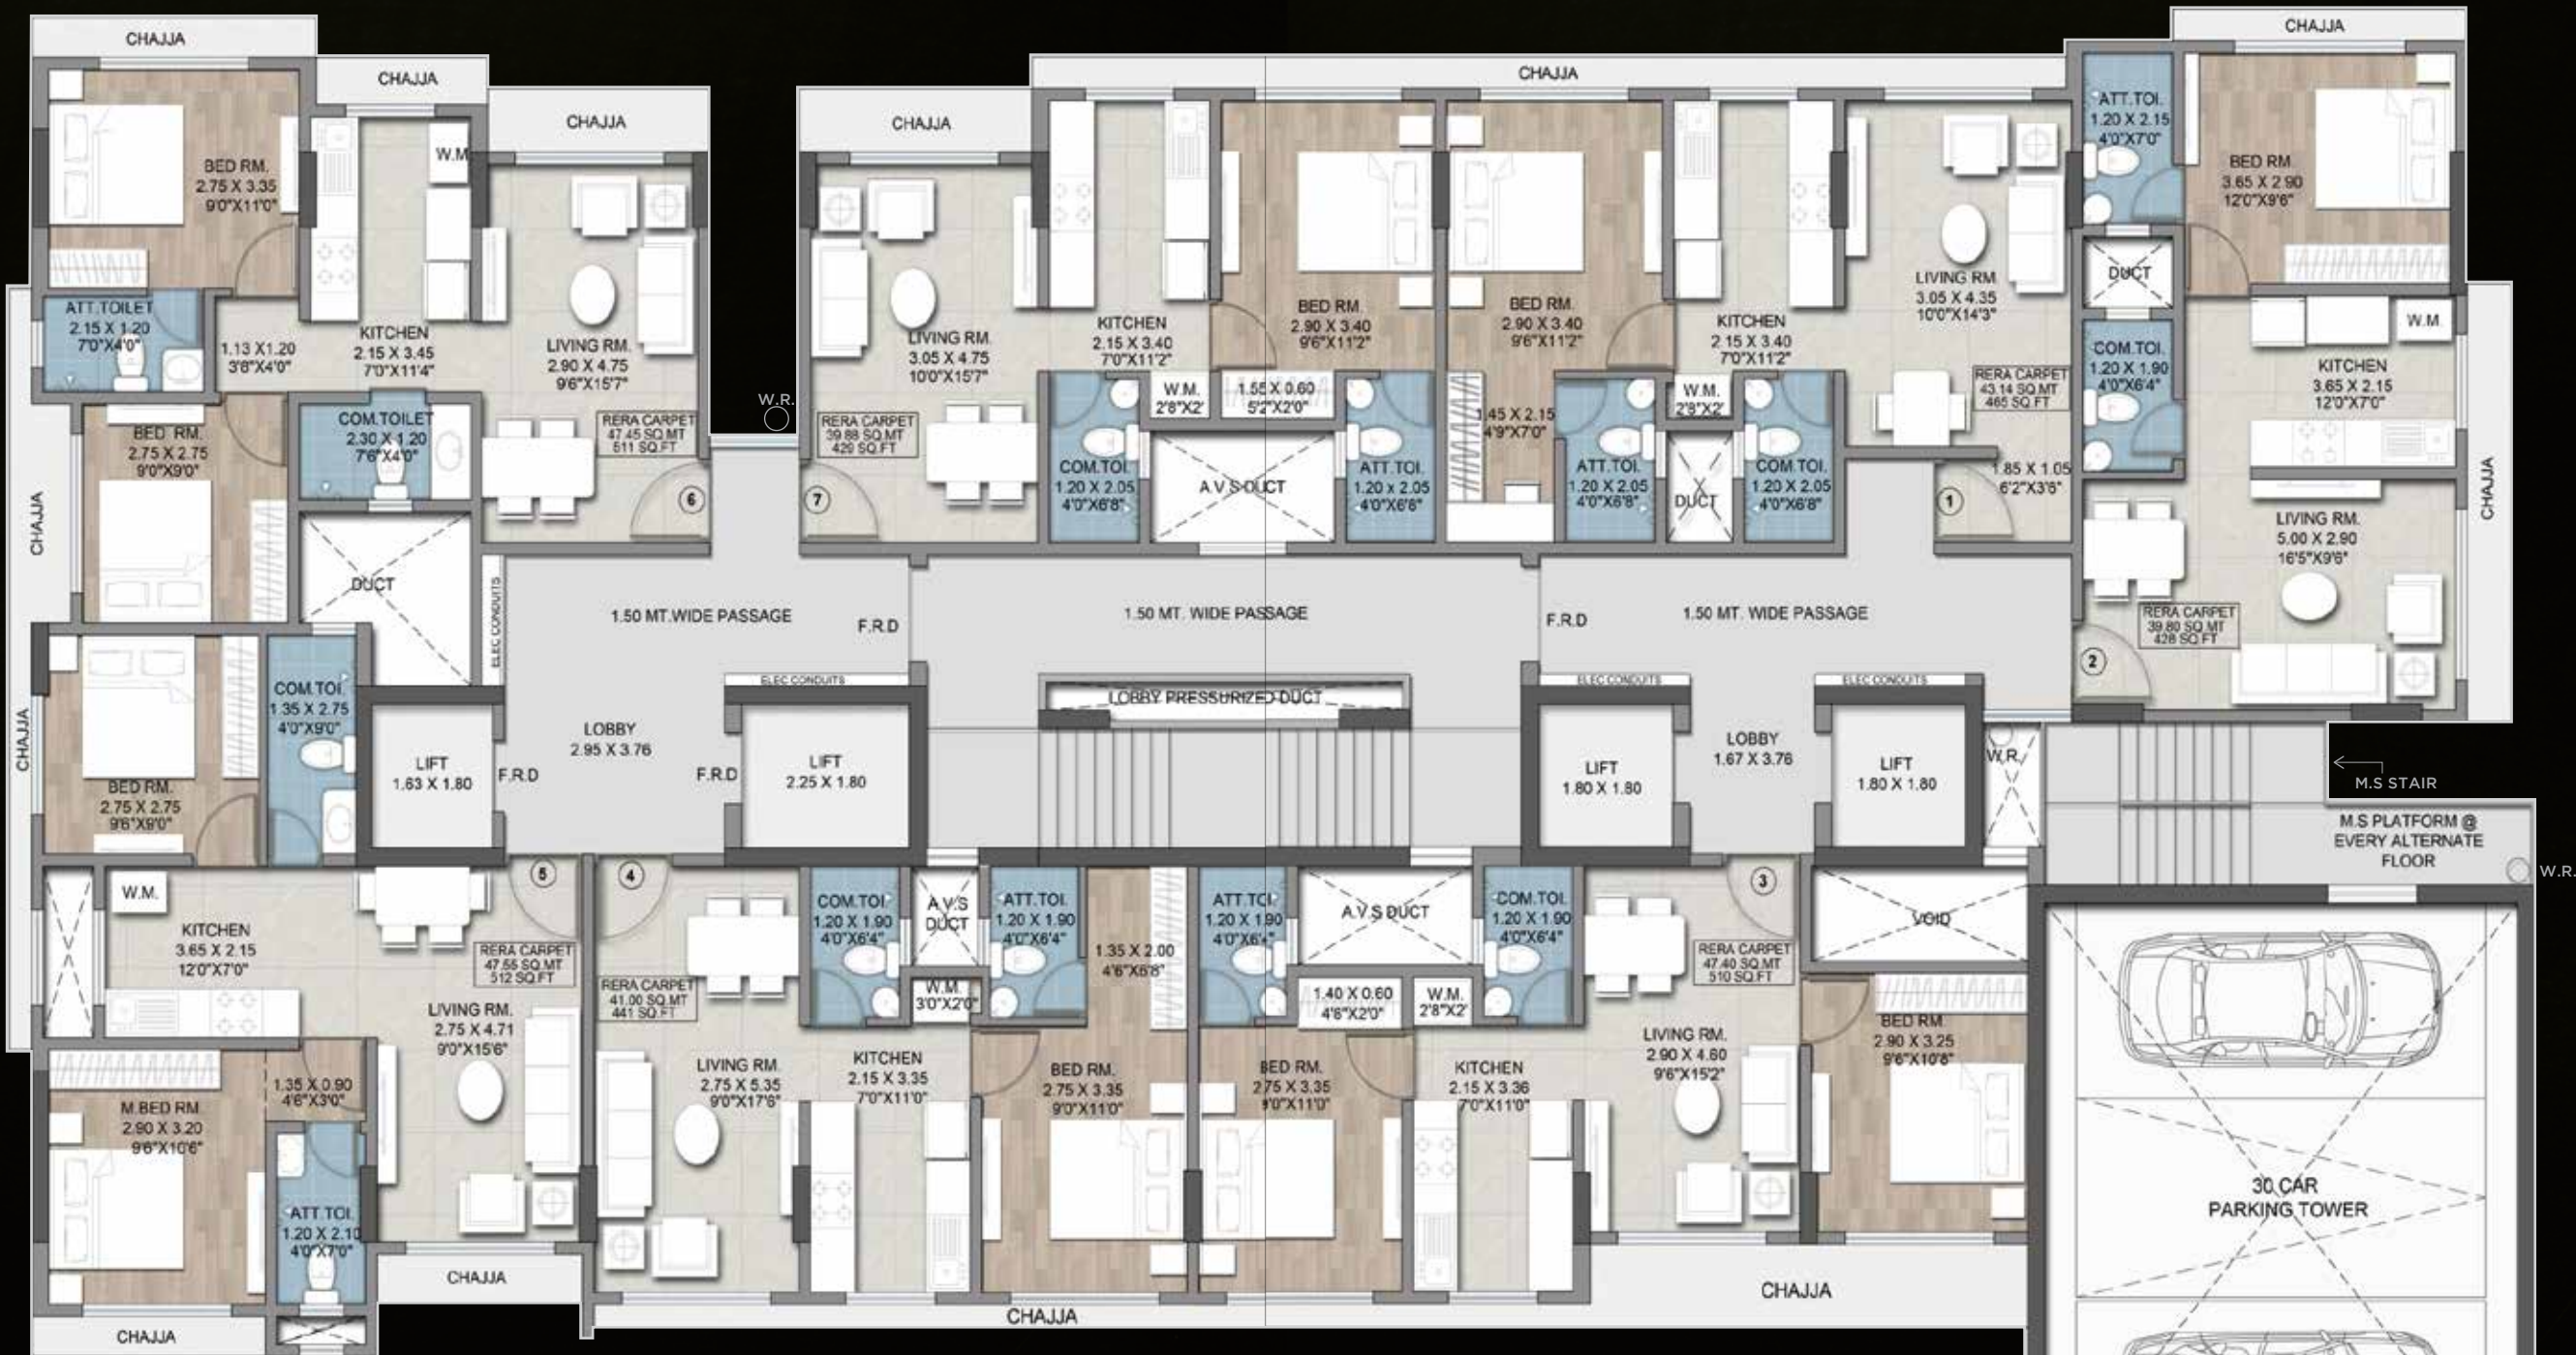 CHAJJA
CHAJJA
CHAJJA
CHAJJA
CHAJJA
CHAJJA
BED RM.
2.75 X 3.35
9'0"X11'0"
W.M
ATT.TOILET
2.15 X 1.20
7'0"X4'0"
1.13 X1.20
3'8"X4'0"
KITCHEN
2.15 X 3.45
7'0"X11'4"
LIVING RM.
2.90 X 4.75
9'6"X15'7"
RERA CARPET
47.45 SQ.MT
511 SQ.FT
6
BED RM.
2.75 X 2.75
9'0"X9'0"
COM.TOILET
2.30 X 1.20
7'6"X4'0"
CHAJJA
DUCT
ELEC CONDUITS
W.R.
LIVING RM.
3.05 X 4.75
10'0"X15'7"
RERA CARPET
39.88 SQ.MT
429 SQ.FT
7
KITCHEN
2.15 X 3.40
7'0"X11'2"
BED RM.
2.90 X 3.40
9'6"X11'2"
COM.TOI.
1.20 X 2.05
4'0"X6'8"
W.M.
2'8"X2'
1.55 X 0.60
5'2"X2'0"
A.V.S DUCT
ATT.TOI.
1.20 x 2.05
4'0"X6'8"
BED RM.
2.90 X 3.40
9'6"X11'2"
1.45 X 2.15
4'9"X7'0"
ATT.TOI.
1.20 X 2.05
4'0"X6'8"
KITCHEN
2.15 X 3.40
7'0"X11'2"
W.M.
2'8"X2'
DUCT
COM.TOI.
1.20 X 2.05
4'0"X6'8"
LIVING RM
3.05 X 4.35
10'0"X14'3"
RERA CARPET
43.14 SQ.MT
465 SQ.FT
1.85 X 1.05
6'2"X3'6"
1
ATT.TOI.
1.20 X 2.15
4'0"X7'0"
BED RM.
3.65 X 2.90
12'0"X9'6"
DUCT
COM.TOI.
1.20 X 1.90
4'0"X6'4"
W.M.
KITCHEN
3.65 X 2.15
12'0"X7'0"
LIVING RM.
5.00 X 2.90
16'5"X9'6"
RERA CARPET
39.80 SQ.MT
428 SQ.FT
2
CHAJJA
1.50 MT.WIDE PASSAGE
F.R.D
1.50 MT. WIDE PASSAGE
F.R.D
1.50 MT. WIDE PASSAGE
ELEC CONDUITS
LOBBY PRESSURIZED DUCT
ELEC CONDUITS
ELEC CONDUITS
CHAJJA
BED RM.
2.75 X 2.75
9'6"X9'0"
COM.TOI.
1.35 X 2.75
4'0"X9'0"
LIFT
1.63 X 1.80
F.R.D
LOBBY
2.95 X 3.76
F.R.D
LIFT
2.25 X 1.80
LIFT
1.80 X 1.80
LOBBY
1.67 X 3.76
LIFT
1.80 X 1.80
W.R.
M.S STAIR
M.S PLATFORM @
EVERY ALTERNATE
FLOOR
W.R.
W.M.
KITCHEN
3.65 X 2.15
12'0"X7'0"
5
RERA CARPET
47.55 SQ.MT
512 SQ.FT
LIVING RM.
2.75 X 4.71
9'0"X15'6"
1.35 X 0.90
4'6"X3'0"
M.BED RM.
2.90 X 3.20
9'6"X10'6"
ATT.TOI.
1.20 X 2.10
4'0"X7'0"
CHAJJA
CHAJJA
4
RERA CARPET
41.00 SQ.MT
441 SQ.FT
LIVING RM.
2.75 X 5.35
9'0"X17'6"
COM.TOI
1.20 X 1.90
4'0"X6'4"
A.V.S
DUCT
W.M.
3'0"X2'0"
ATT.TOI.
1.20 X 1.90
4'0"X6'4"
1.35 X 2.00
4'6"X6'8"
KITCHEN
2.15 X 3.35
7'0"X11'0"
BED RM.
2.75 X 3.35
9'0"X11'0"
CHAJJA
ATT.TOI.
1.20 X 1.90
4'0"X6'4"
A.V.S DUCT
1.40 X 0.60
4'8"X2'0"
W.M.
2'8"X2'
COM.TOI.
1.20 X 1.90
4'0"X6'4"
BED RM.
2.75 X 3.35
9'0"X11'0"
KITCHEN
2.15 X 3.36
7'0"X11'0"
3
RERA CARPET
47.40 SQ.MT
510 SQ.FT
LIVING RM.
2.90 X 4.60
9'6"X15'2"
VOID
BED RM.
2.90 X 3.25
9'6"X10'8"
CHAJJA
30 CAR
PARKING TOWER